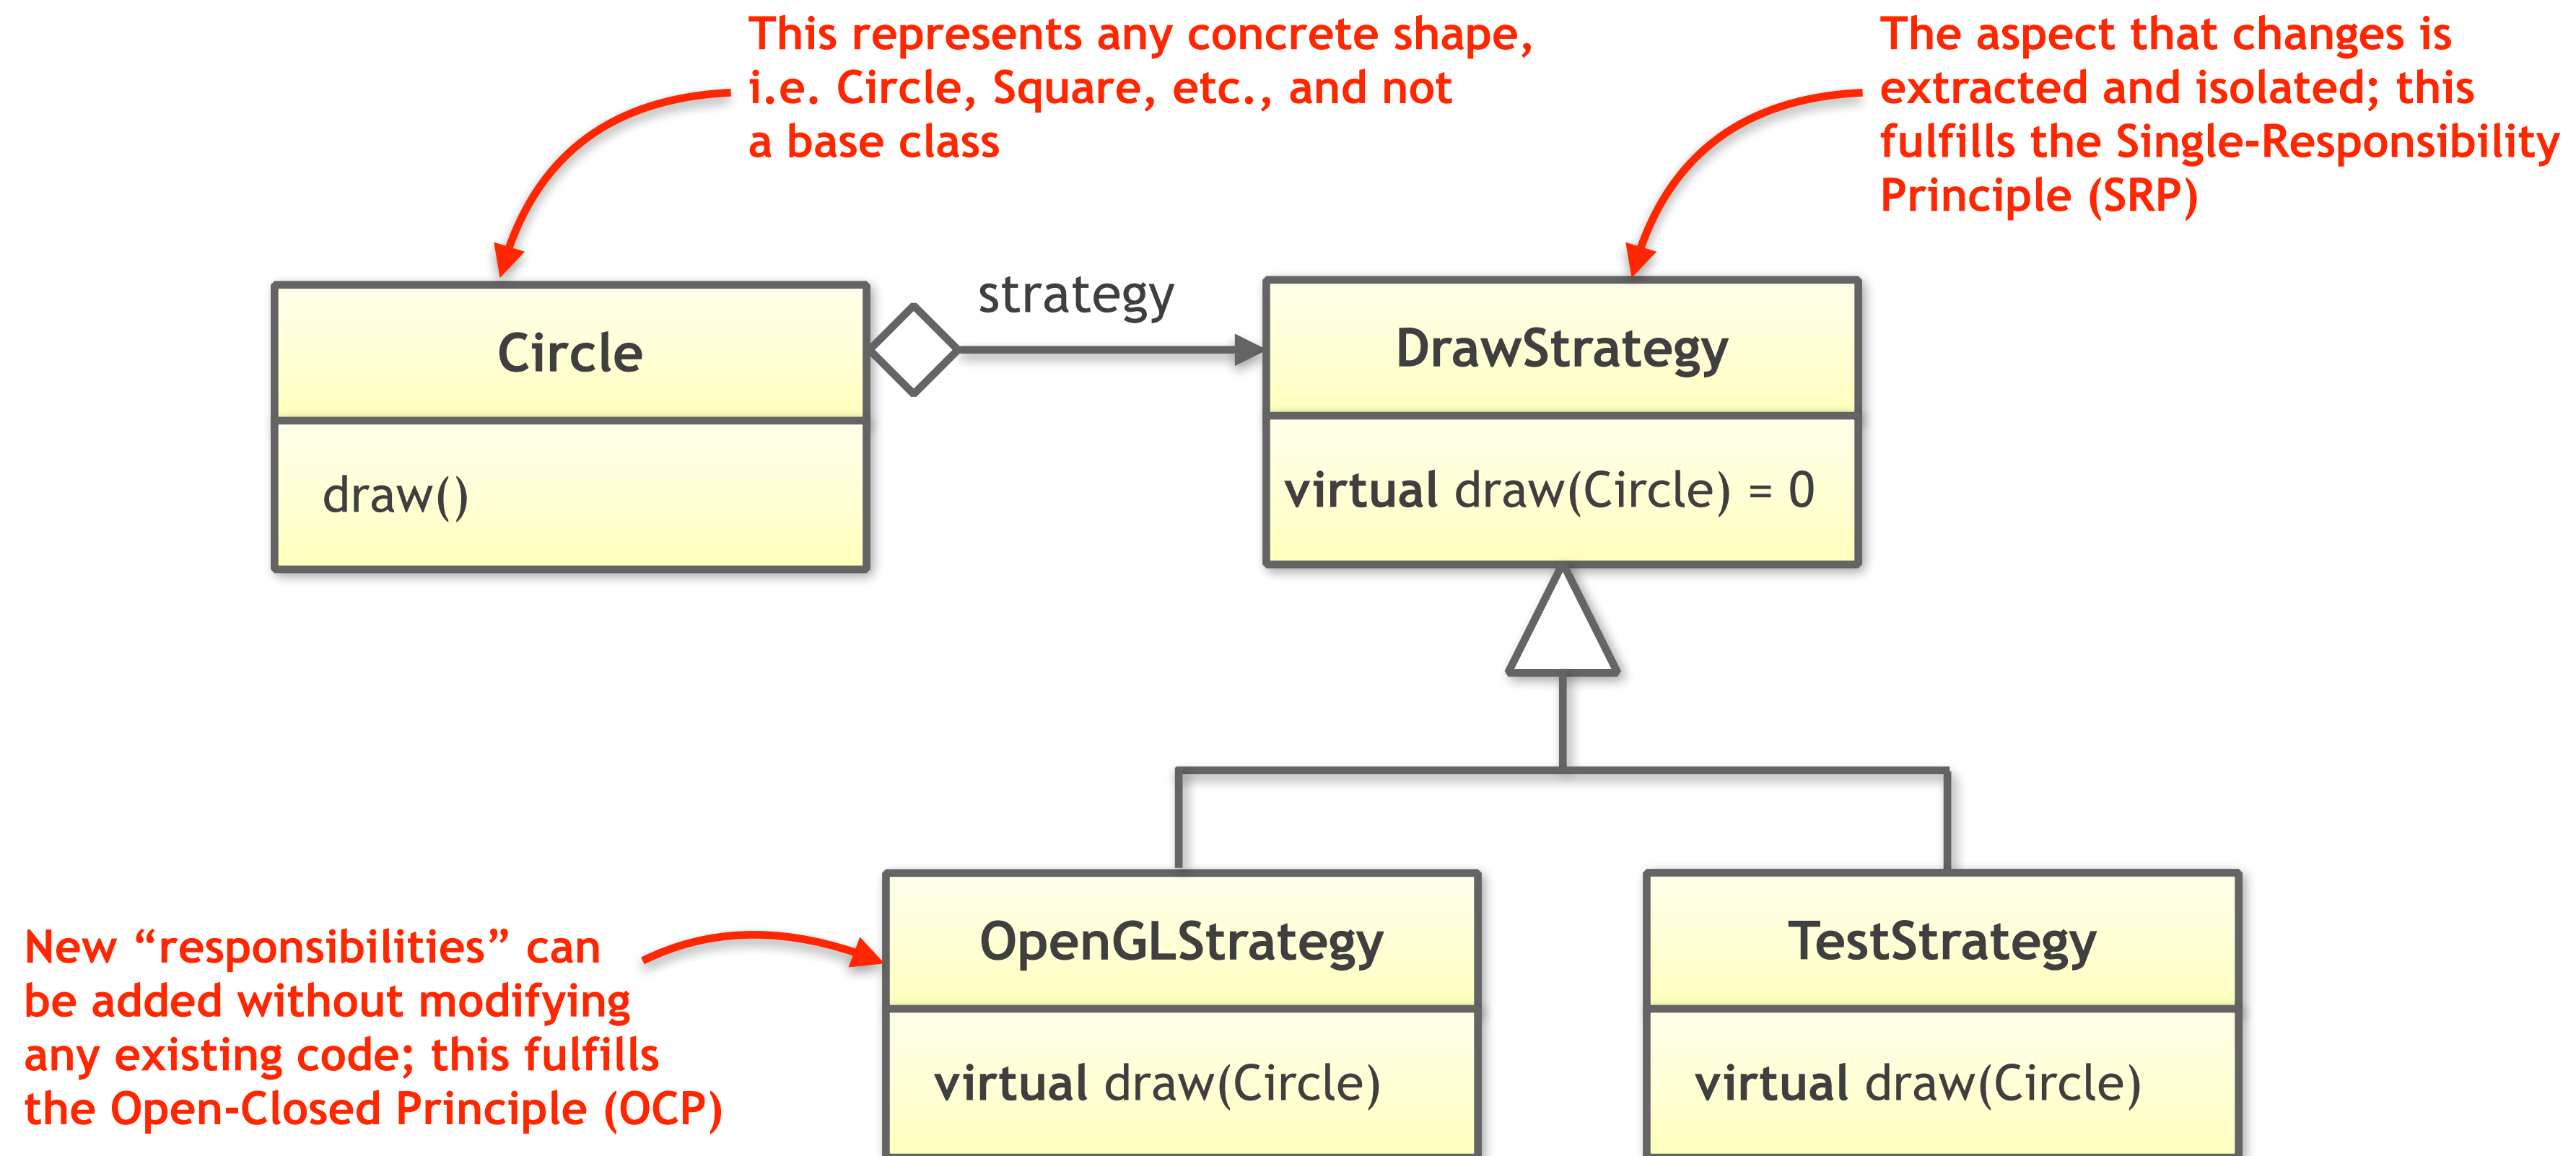 This represents any concrete shape,
i.e. Circle, Square, etc., and not
a base class
The aspect that changes is
extracted and isolated; this
fulfills the Single-Responsibility
Principle (SRP)
Circle
draw()
strategy
DrawStrategy
virtual draw(Circle) = 0
New “responsibilities” can
be added without modifying
any existing code; this fulfills
the Open-Closed Principle (OCP)
OpenGLStrategy
virtual draw(Circle)
TestStrategy
virtual draw(Circle)